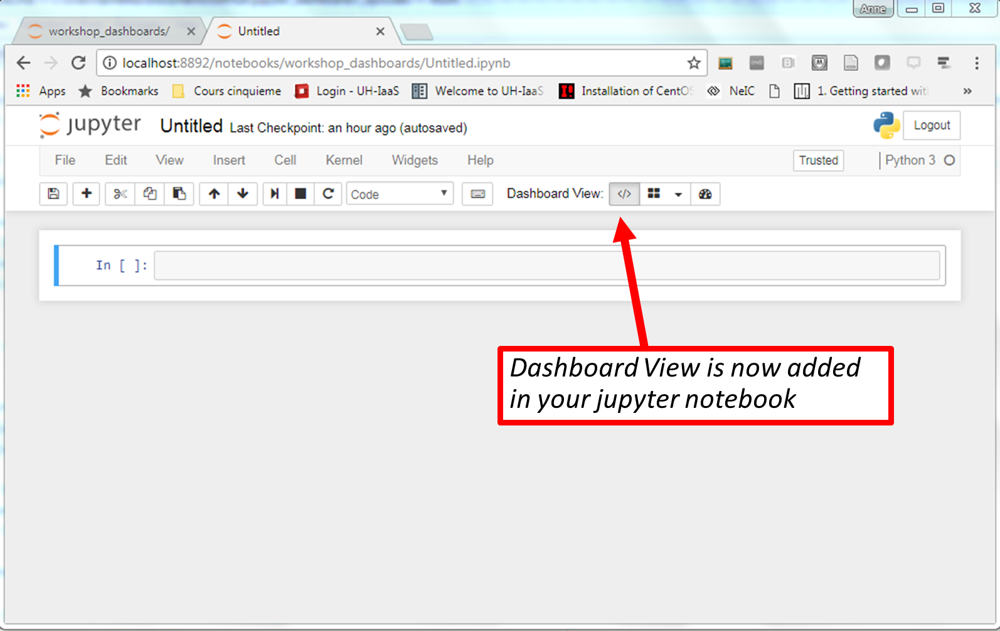 Anne
workshop_dashboards/
Untitled
localhost:8892/notebooks/workshop_dashboards/Untitled.ipynb
Apps Bookmarks Cours cinquieme Login - UH-IaaS Welcome to UH-IaaS Installation of CentOS NeIC 1. Getting started wit »
jupyter Untitled Last Checkpoint: an hour ago (autosaved) Logout
File Edit View Insert Cell Kernel Widgets Help Trusted Python 3
Code Dashboard View: </>
In [ ]:
Dashboard View is now added
in your jupyter notebook